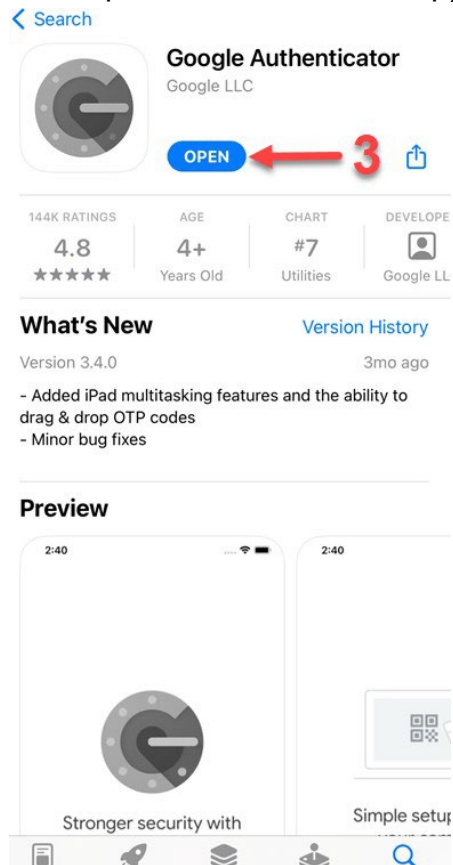 Search
Google Authenticator
Google LLC
OPEN
3
144K RATINGS
AGE
CHART
DEVELOPE
4.8
4+
#7
★★★★★
Years Old
Utilities
Google LL
What's New
Version History
Version 3.4.0
3mo ago
- Added iPad multitasking features and the ability to
drag & drop OTP codes
- Minor bug fixes
Preview
2:40
2:40
Stronger security with
Simple setup